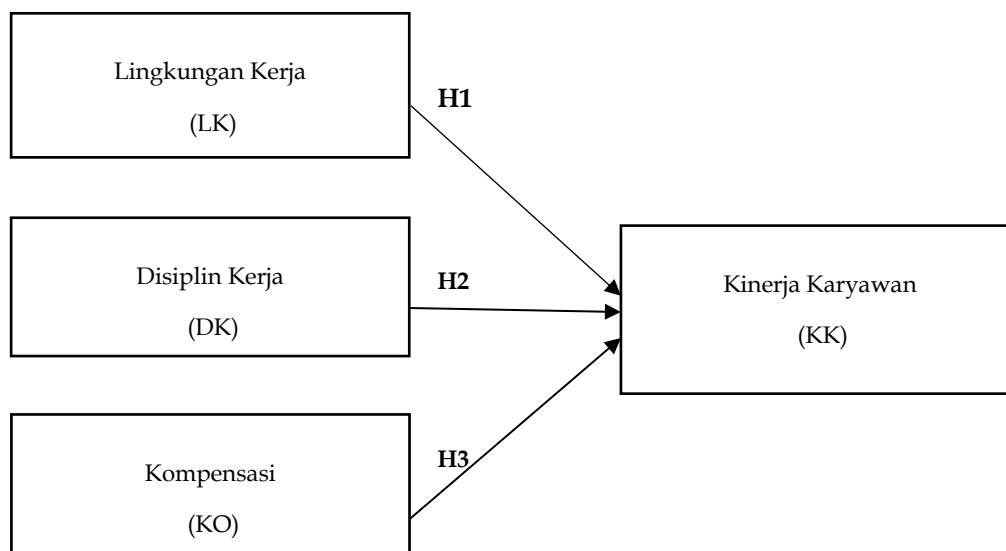 Lingkungan Kerja
(LK)
H1
Disiplin Kerja
(DK)
H2
Kinerja Karyawan
(KK)
Kompensasi
(KO)
H3